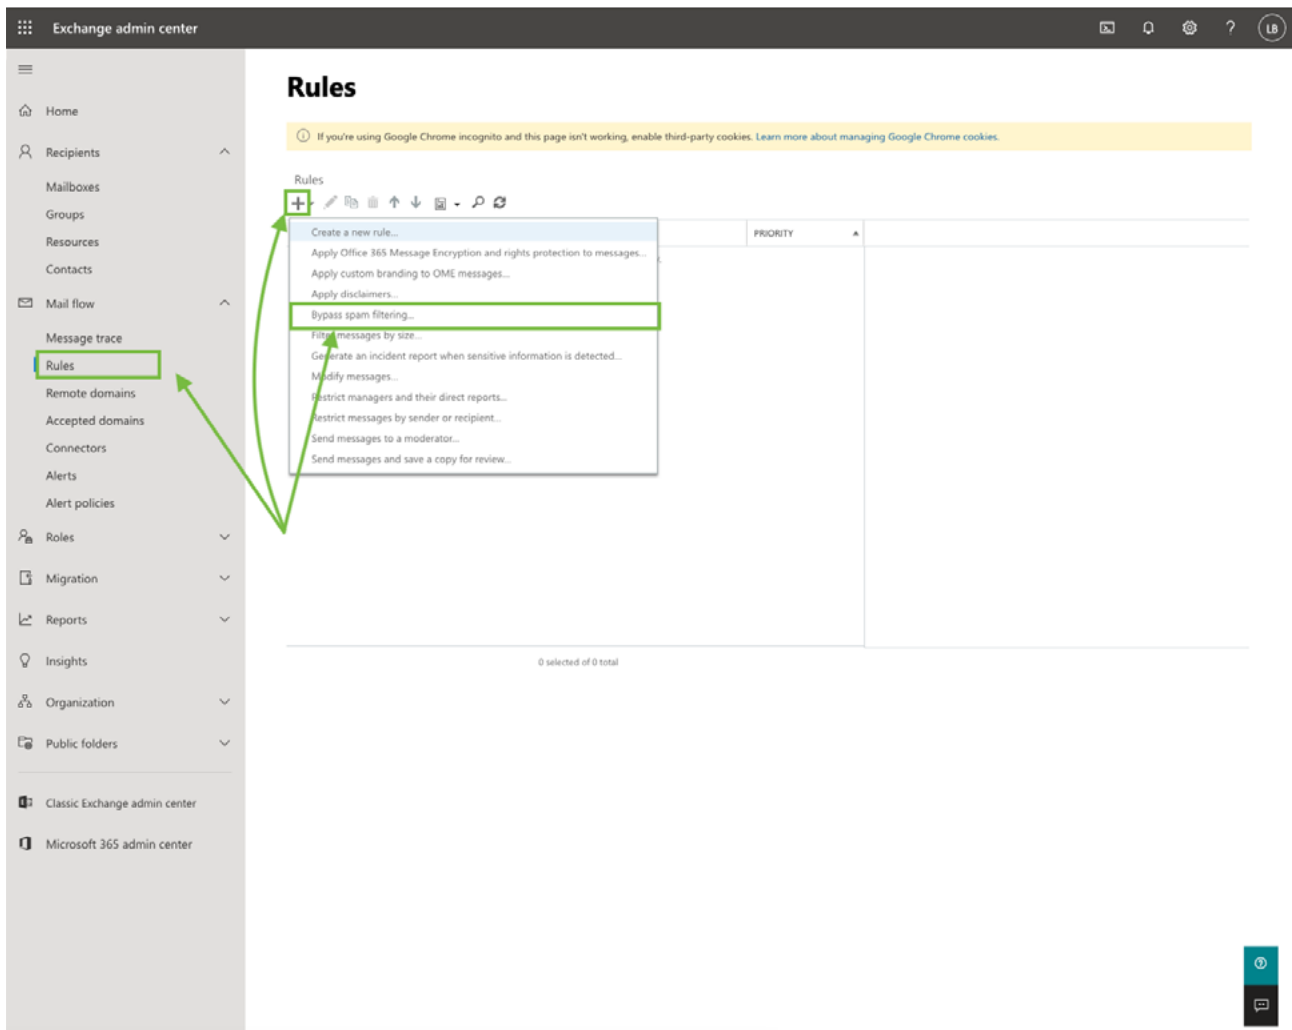 Exchange admin center
LB
Home
Recipients
Mailboxes
Groups
Resources
Contacts
Mail flow
Message trace
Rules
Remote domains
Accepted domains
Connectors
Alerts
Alert policies
Roles
Migration
Reports
Insights
Organization
Public folders
Classic Exchange admin center
Microsoft 365 admin center
Rules
If you're using Google Chrome incognito and this page isn't working, enable third-party cookies. Learn more about managing Google Chrome cookies.
Rules
PRIORITY
Create a new rule...
Apply Office 365 Message Encryption and rights protection to messages...
Apply custom branding to OME messages...
Apply disclaimers...
Bypass spam filtering...
Filter messages by size...
Generate an incident report when sensitive information is detected...
Modify messages...
Restrict managers and their direct reports...
Restrict messages by sender or recipient...
Send messages to a moderator...
Send messages and save a copy for review...
0 selected of 0 total